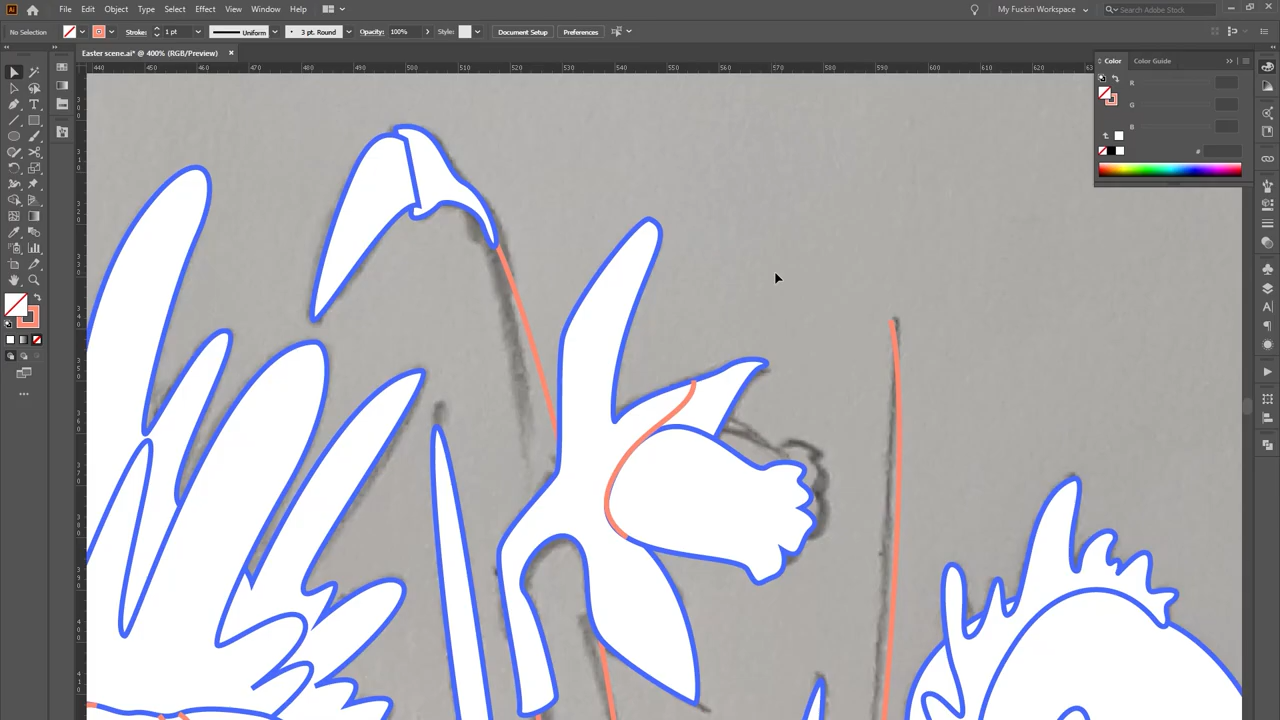 Ai File Edit Object Type Select Effect View Window Help My Fuckin Workspace Search Adobe Stock
No Selection Stroke: 1 pt Uniform 3 pt. Round Opacity: 100% Style: Document Setup Preferences
Easter scene.ai* @ 400% (RGB/Preview)
440 450 460 470 480 490 500 510 520 530 540 550 560 570 580 590 600 610 620
Color Color Guide
R
G
B
#